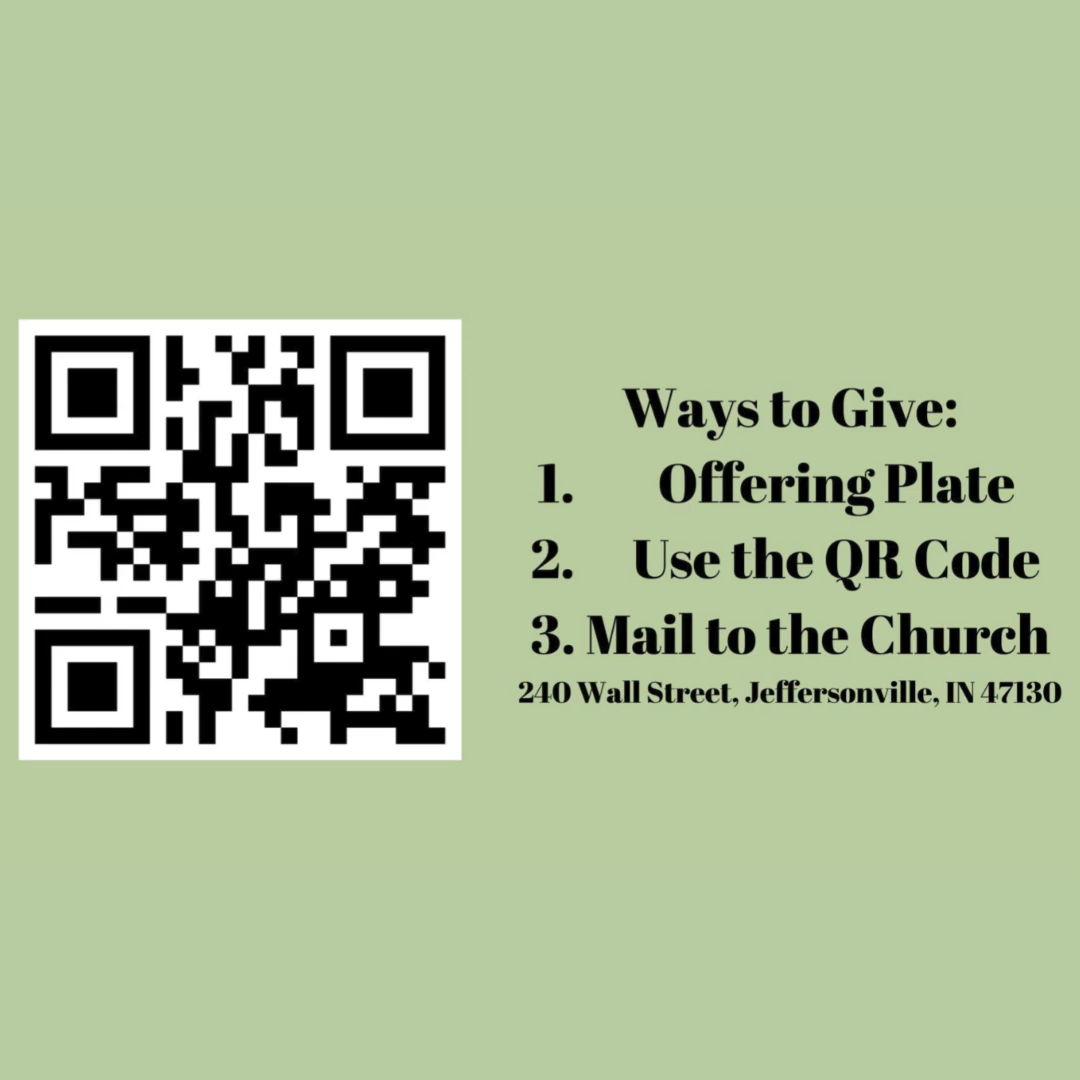 Ways to Give:
1. Offering Plate
2. Use the QR Code
3. Mail to the Church
240 Wall Street, Jeffersonville, IN 47130